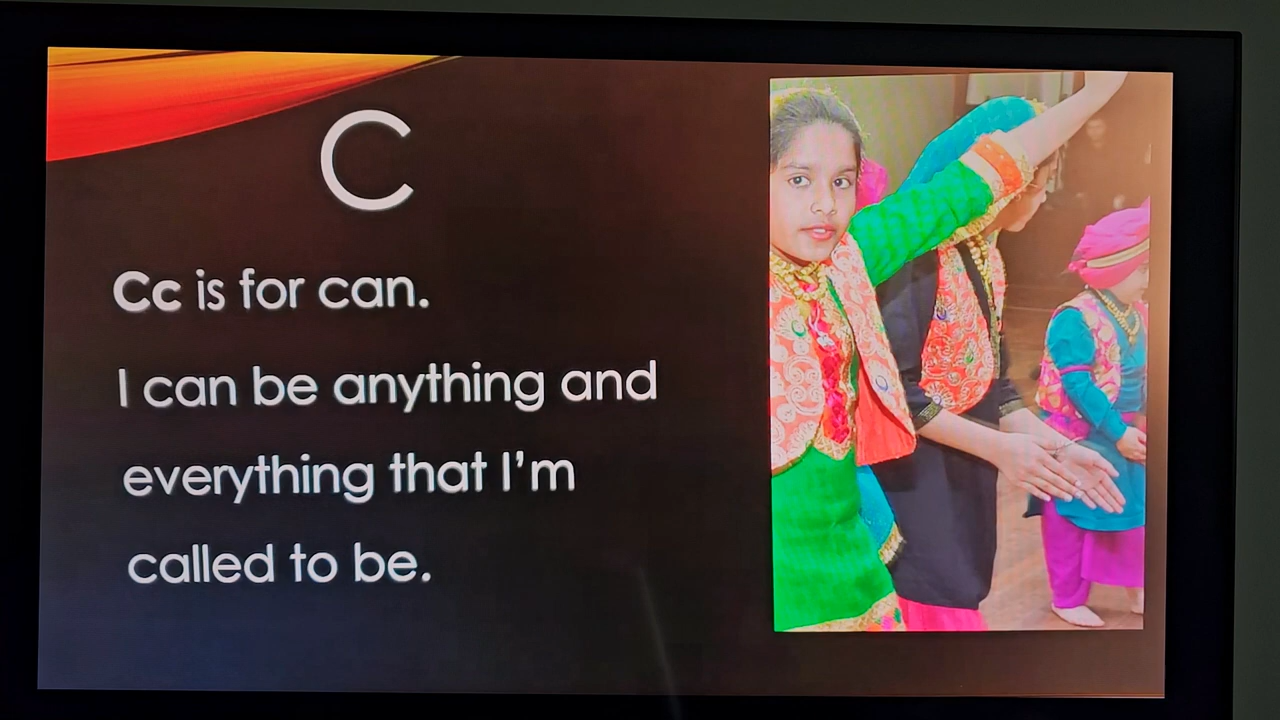 C
Cc is for can.
I can be anything and
everything that I'm
called to be.